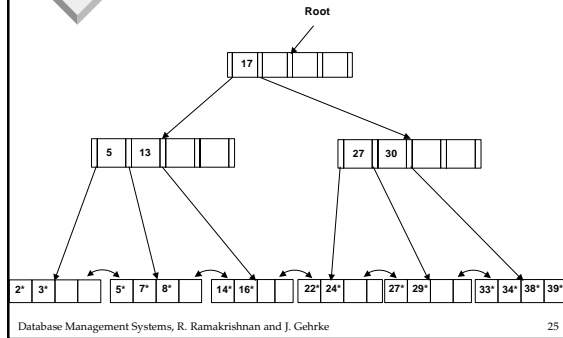 Root
17
5 13
27 30
2* 3* 5* 7* 8* 14* 16* 22* 24* 27* 29* 33* 34* 38* 39*
Database Management Systems, R. Ramakrishnan and J. Gehrke 25